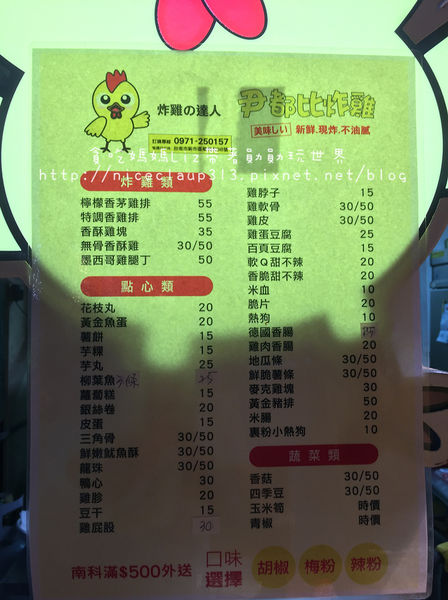 炸雞の達人
尹都比炸雞
美味しい 新鮮.現炸.不油膩
訂購專線 0971-250157
貪吃媽媽Liz帶著勛勛玩世界
http://niceclaup313.pixnet.net/blog
炸雞類
檸檬香茅雞排 55
特調香雞排 55
香酥雞塊 35
無骨香酥雞 30/50
墨西哥雞腿丁 50
點心類
花枝丸 20
黃金魚蛋 20
薯餅 15
芋粿 15
芋丸 25
柳葉魚 25
蘿蔔糕 15
銀絲卷 20
皮蛋 15
三角骨 30/50
鮮嫩魷魚酥 30/50
龍珠 30/50
鴨心 30
雞胗 20
豆干 15
雞屁股 30
雞脖子 15
雞軟骨 30/50
雞皮 30/50
雞蛋豆腐 25
百頁豆腐 15
軟Q甜不辣 20
香脆甜不辣 20
米血 10
脆片 20
熱狗 10
德國香腸
雞肉香腸 20
地瓜條 30/50
鮮脆薯條 30/50
麥克雞塊 30
黃金豬排 50
米腸 20
裹粉小熱狗 10
蔬菜類
香菇 30/50
四季豆 30/50
玉米筍 時價
青椒 時價
南科滿$500外送
口味選擇
胡椒 梅粉 辣粉